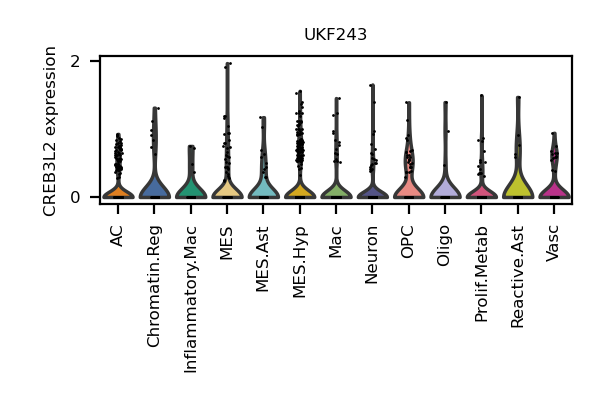 UKF243
CREB3L2 expression
2
0
AC
Chromatin.Reg
Inflammatory.Mac
MES
MES.Ast
MES.Hyp
Mac
Neuron
OPC
Oligo
Prolif.Metab
Reactive.Ast
Vasc